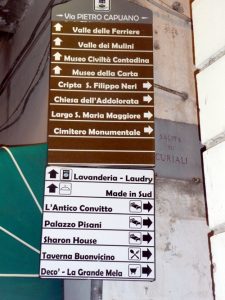 Via PIETRO CAPUANO
Valle delle Ferriere
Valle dei Mulini
Museo Civiltà Contadina
Museo della Carta
Cripta S. Filippo Neri
Chiesa dell'Addolorata
Largo S. Maria Maggiore
Cimitero Monumentale
Lavanderia - Laudry
Made in Sud
L'Antico Convitto
Palazzo Pisani
Sharon House
Taverna Buonvicino
Deco' - La Grande Mela
SALITA
CURIALI